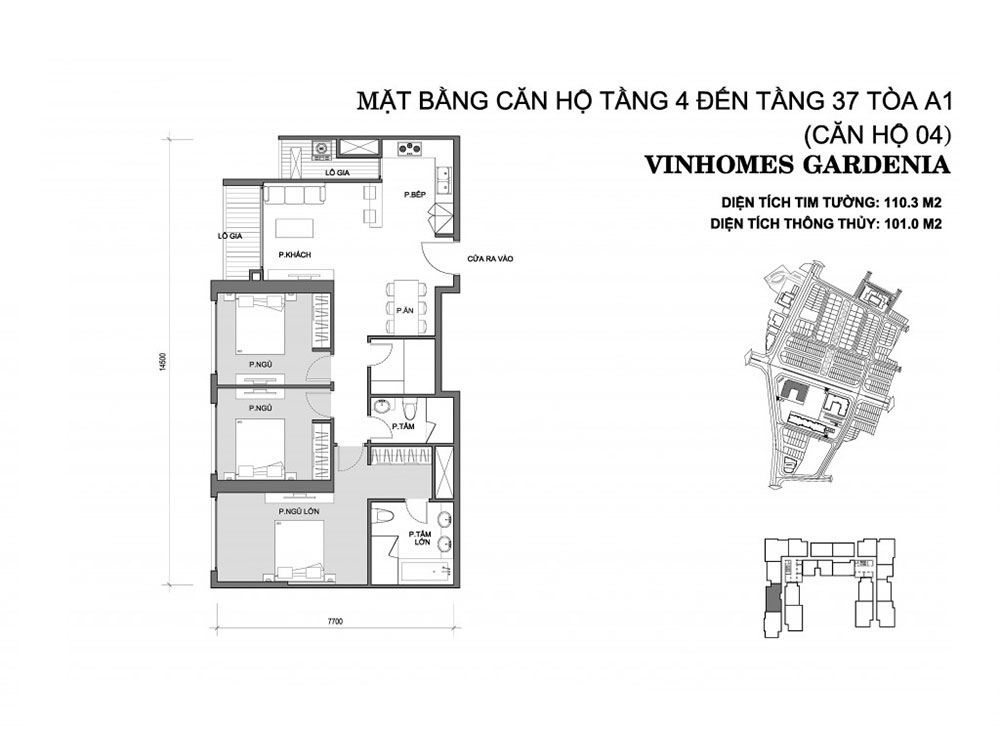 MẶT BẰNG CĂN HỘ TẦNG 4 ĐẾN TẦNG 37 TÒA A1
(CĂN HỘ 04)
VINHOMES GARDENIA
DIỆN TÍCH TIM TƯỜNG: 110.3 M2
DIỆN TÍCH THÔNG THỦY: 101.0 M2
LÔ GIA
P.BẾP
LÔ GIA
P.KHÁCH
CỬA RA VÀO
P.ĂN
14500
P.NGỦ
P.NGỦ
P.TẮM
P.NGỦ LỚN
P.TẮM
LỚN
7700